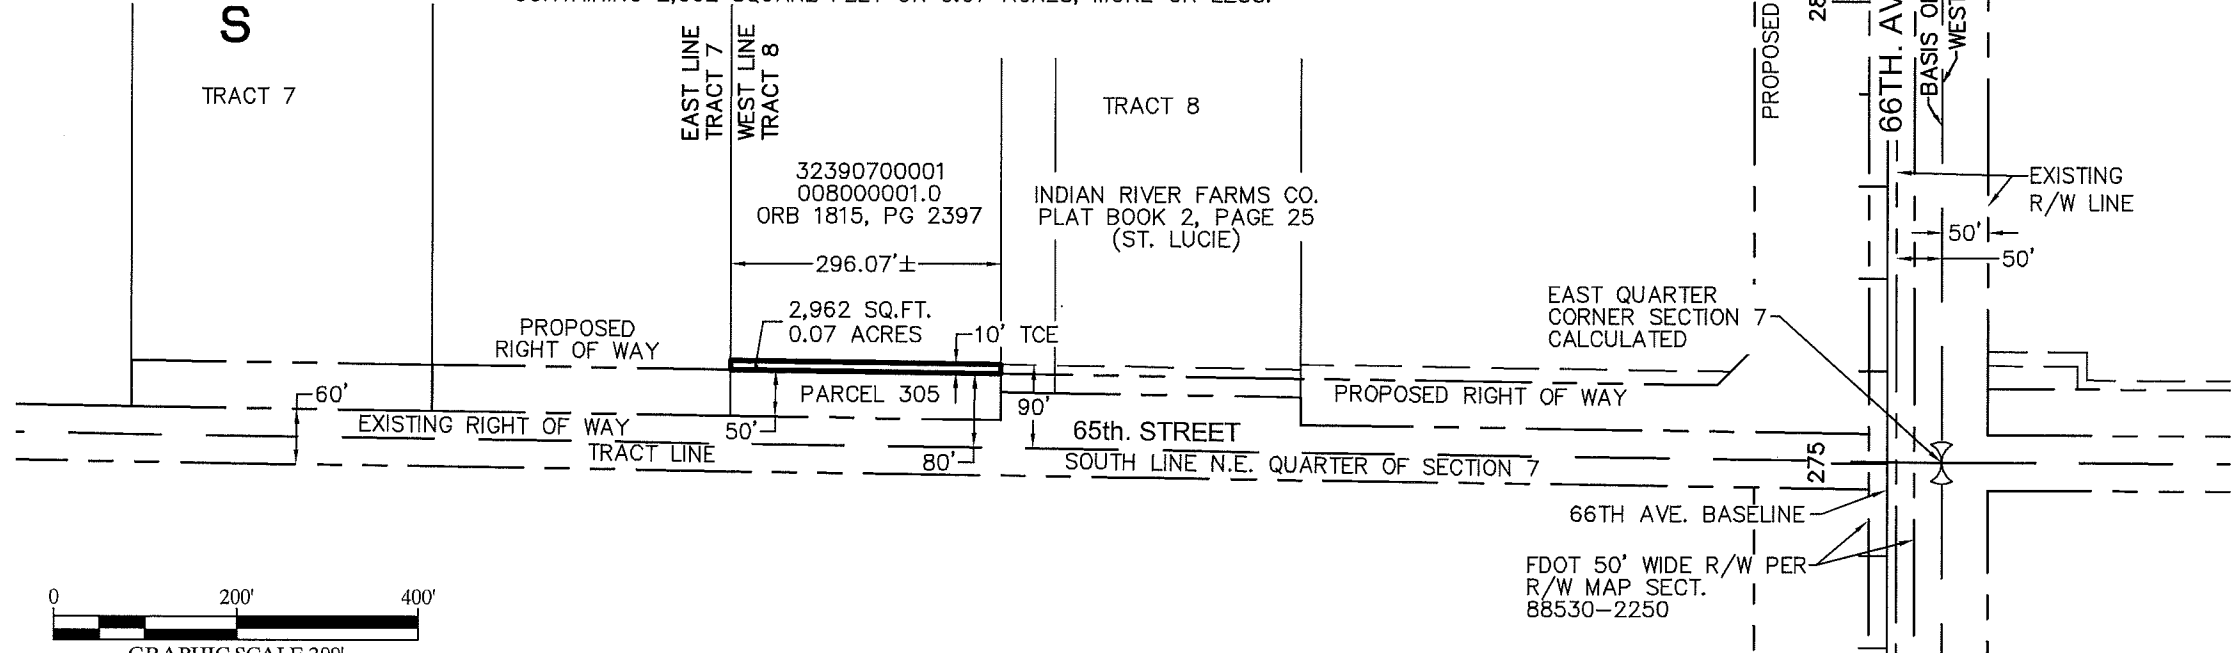 S
TRACT 7
EAST LINE
TRACT 7
WEST LINE
TRACT 8
TRACT 8
PROPOSED
28
66TH. AV
BASIS O
WEST
32390700001
008000001.0
ORB 1815, PG 2397
INDIAN RIVER FARMS CO.
PLAT BOOK 2, PAGE 25
(ST. LUCIE)
EXISTING
R/W LINE
50'
50'
296.07'±
2,962 SQ.FT.
0.07 ACRES
10' TCE
EAST QUARTER
CORNER SECTION 7
CALCULATED
PROPOSED
RIGHT OF WAY
60'
PARCEL 305
90'
PROPOSED RIGHT OF WAY
EXISTING RIGHT OF WAY
50'
65th. STREET
TRACT LINE
80'
SOUTH LINE N.E. QUARTER OF SECTION 7
275
66TH AVE. BASELINE
FDOT 50' WIDE R/W PER
R/W MAP SECT.
88530-2250
0 200' 400'
GRAPHIC SCALE 200'